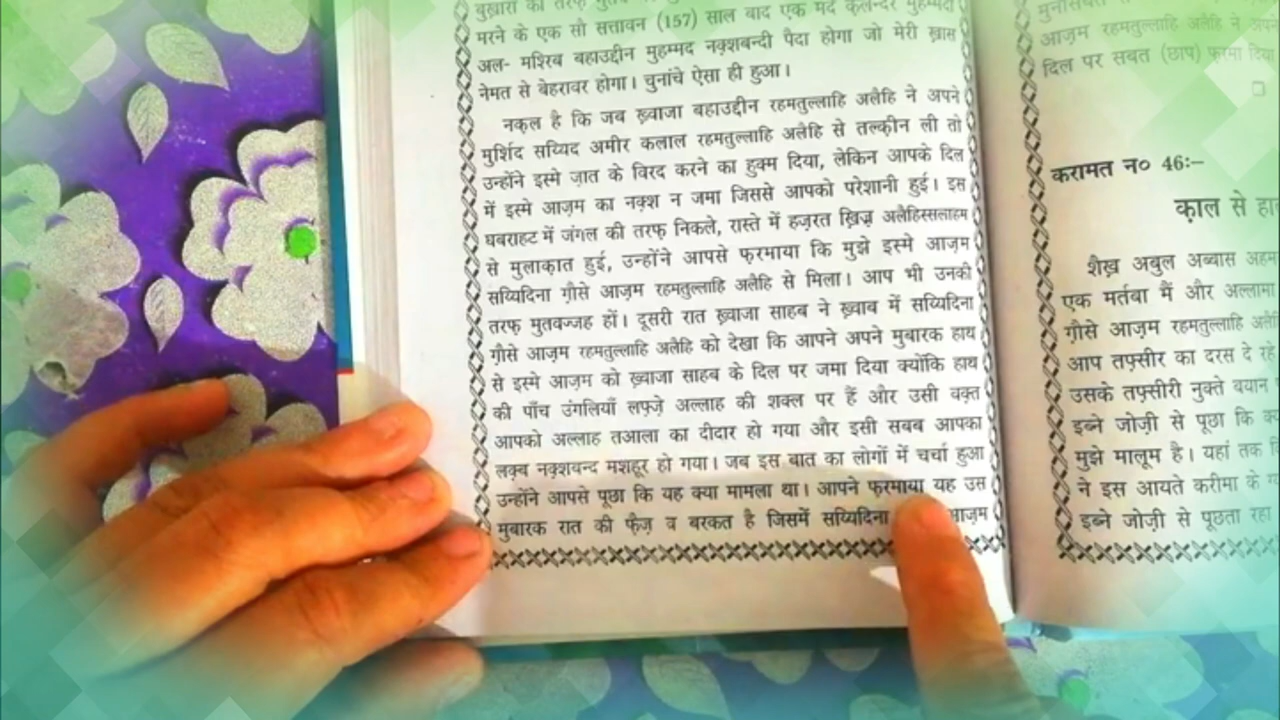 बुख़ारा की तरफ़
मरने के एक सौ सत्तावन (157) साल बाद एक मर्द क़लन्दर मुहम्मदी
अल- मश्रिब बहाउद्दीन मुहम्मद नक़्शबन्दी पैदा होगा जो मेरी ख़ास
नेमत से बेहरावर होगा। चुनांचे ऐसा ही हुआ।
नक़्ल है कि जब ख़्वाजा बहाउद्दीन रहमतुल्लाहि अलैहि ने अपने
मुर्शिद सय्यिद अमीर कलाल रहमतुल्लाहि अलैहि से तल्क़ीन ली तो
उन्होंने इस्मे ज़ात के विरद करने का हुक्म दिया, लेकिन आपके दिल
में इस्मे आज़म का नक़्श न जमा जिससे आपको परेशानी हुई। इस
घबराहट में जंगल की तरफ़ निकले, रास्ते में हज़रत ख़िज़्र अलैहिस्सलाहम
से मुलाक़ात हुई, उन्होंने आपसे फ़रमाया कि मुझे इस्मे आज़म
सय्यिदिना ग़ौसे आज़म रहमतुल्लाहि अलैहि से मिला। आप भी उनकी
तरफ़ मुतवज्जह हों। दूसरी रात ख़्वाजा साहब ने ख़्वाब में सय्यिदिना
ग़ौसे आज़म रहमतुल्लाहि अलैहि को देखा कि आपने अपने मुबारक हाथ
से इस्मे आज़म को ख़्वाजा साहब के दिल पर जमा दिया क्योंकि हाथ
की पाँच उंगलियाँ लफ़्ज़े अल्लाह की शक्ल पर हैं और उसी वक़्त
आपको अल्लाह तआला का दीदार हो गया और इसी सबब आपका
लक़्ब नक़्शबन्द मशहूर हो गया। जब इस बात का लोगों में चर्चा हुआ
उन्होंने आपसे पूछा कि यह क्या मामला था। आपने फ़रमाया यह उस
मुबारक रात की फ़ैज़ व बरकत है जिसमें सय्यिदिना आज़म
आज़म रहमतुल्लाहि अलैहि ने
दिल पर सबत (छाप) फ़रमा दिया
करामत न० 46:–
क़ाल से
शैख़ अबुल अब्बास
एक मर्तबा मैं और अल्लामा
ग़ौसे आज़म रहमतुल्लाहि
आप तफ़्सीर का दरस दे रहे
उसके तफ़्सीरी नुक्ते बयान
इब्ने जोज़ी से पूछा कि
मुझे मालूम है। यहां तक
ने इस आयते करीमा के
इब्ने जोज़ी से पूछता रहा